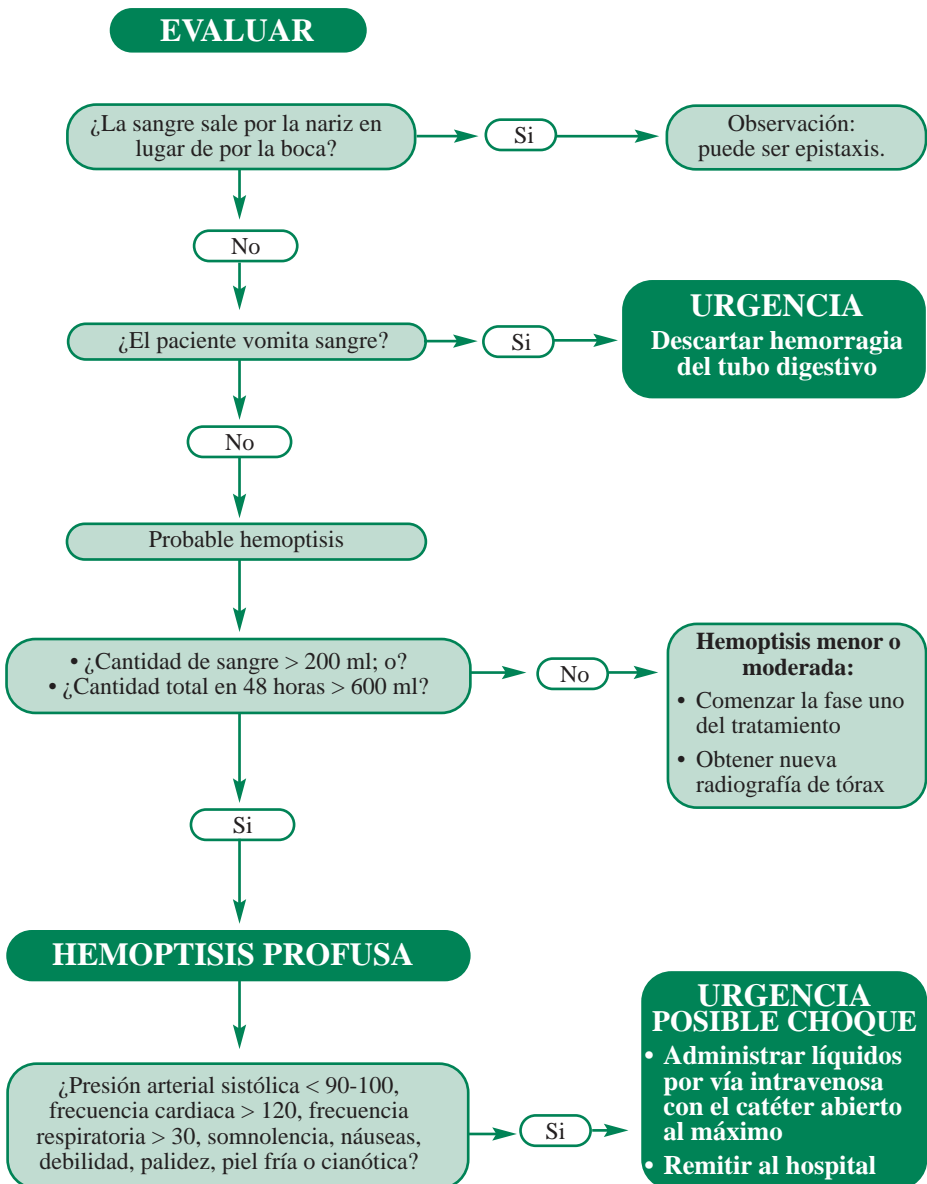 EVALUAR
¿La sangre sale por la nariz en
lugar de por la boca?
Si
Observación:
puede ser epistaxis.
No
¿El paciente vomita sangre?
Si
URGENCIA
Descartar hemorragia
del tubo digestivo
No
Probable hemoptisis
• ¿Cantidad de sangre > 200 ml; o?
• ¿Cantidad total en 48 horas > 600 ml?
No
Hemoptisis menor o
moderada:
• Comenzar la fase uno
del tratamiento
• Obtener nueva
radiografía de tórax
Si
HEMOPTISIS PROFUSA
¿Presión arterial sistólica < 90-100,
frecuencia cardiaca > 120, frecuencia
respiratoria > 30, somnolencia, náuseas,
debilidad, palidez, piel fría o cianótica?
Si
URGENCIA
POSIBLE CHOQUE
• Administrar líquidos
por vía intravenosa
con el catéter abierto
al máximo
• Remitir al hospital